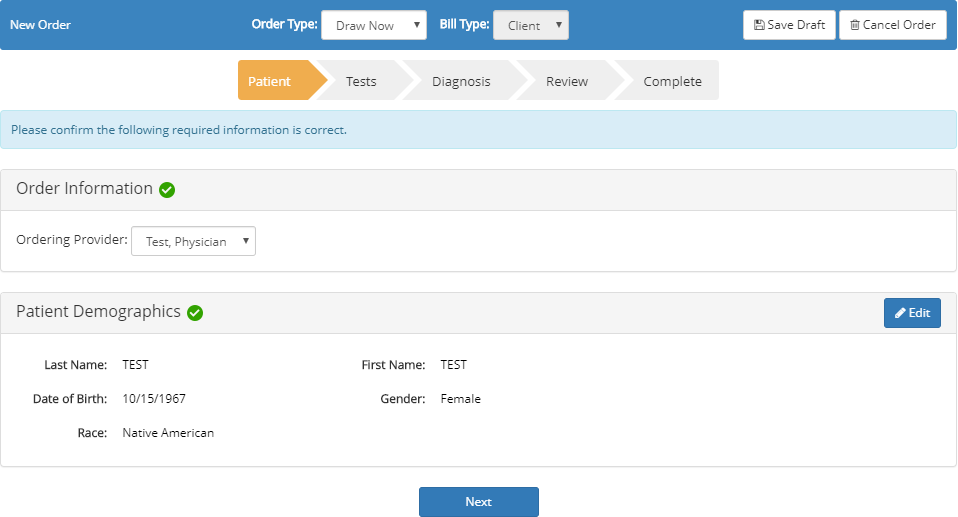 New Order Order Type: Draw Now Bill Type: Client Save Draft Cancel Order
Patient Tests Diagnosis Review Complete
Please confirm the following required information is correct.
Order Information
Ordering Provider: Test, Physician
Patient Demographics Edit
Last Name: TEST First Name: TEST
Date of Birth: 10/15/1967 Gender: Female
Race: Native American
Next